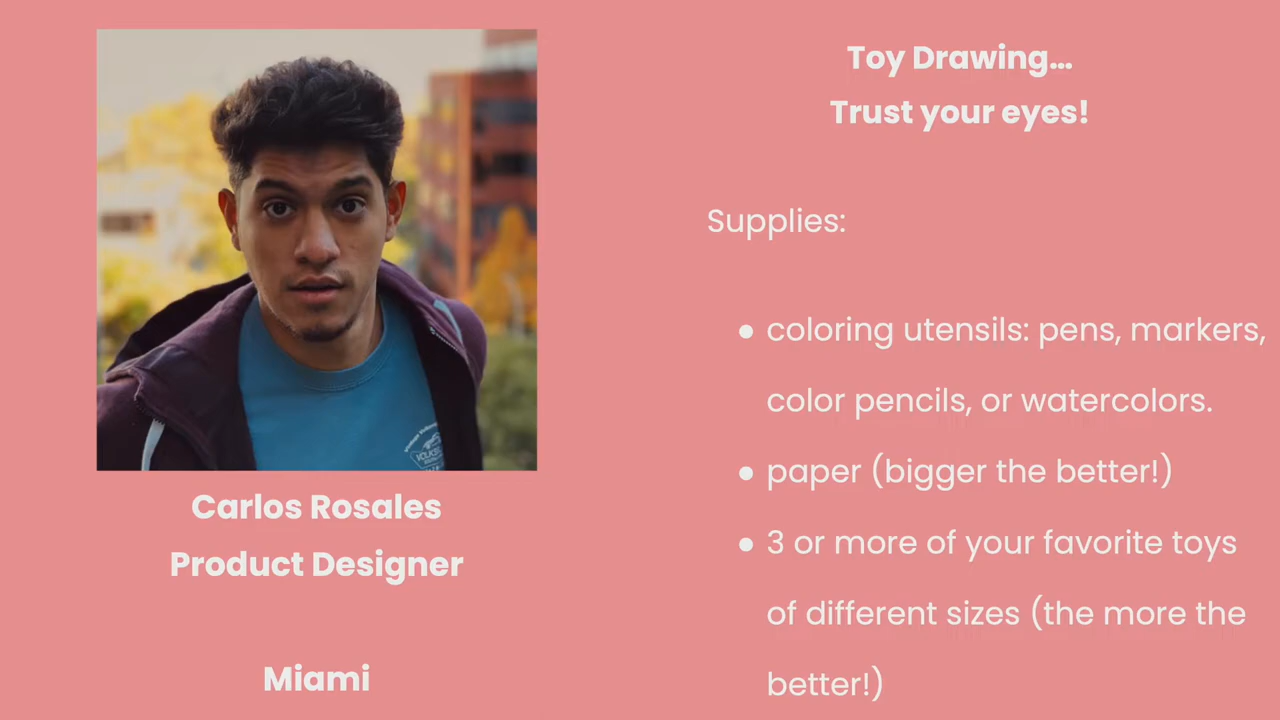 Carlos Rosales
Product Designer
Miami
Toy Drawing...
Trust your eyes!
Supplies:
● coloring utensils: pens, markers,
color pencils, or watercolors.
● paper (bigger the better!)
● 3 or more of your favorite toys
of different sizes (the more the
better!)